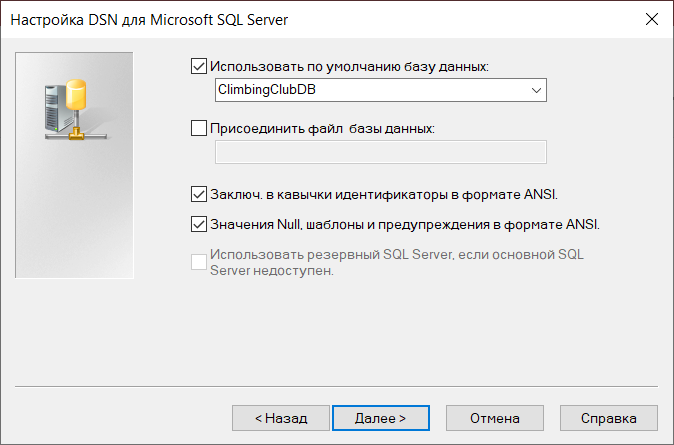 Настройка DSN для Microsoft SQL Server
Использовать по умолчанию базу данных:
ClimbingClubDB
Присоединить файл базы данных:
Заключ. в кавычки идентификаторы в формате ANSI.
Значения Null, шаблоны и предупреждения в формате ANSI.
Использовать резервный SQL Server, если основной SQL
Server недоступен.
< Назад
Далее >
Отмена
Справка